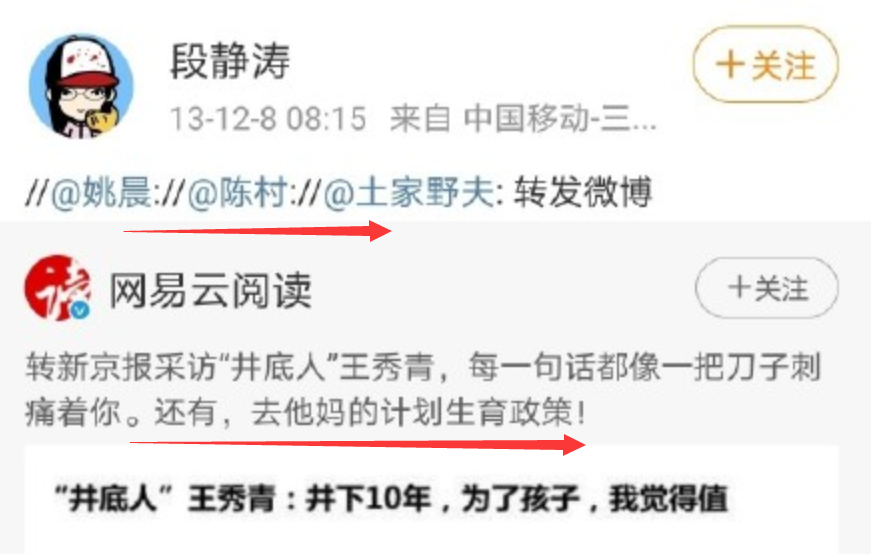 段静涛
+关注
13-12-8 08:15 来自 中国移动-三...
//@姚晨://@陈村://@土家野夫: 转发微博
读
网易云阅读
+关注
转新京报采访“井底人”王秀青，每一句话都像一把刀子刺
痛着你。还有，去他妈的计划生育政策！
“井底人”王秀青：井下10年，为了孩子，我觉得值